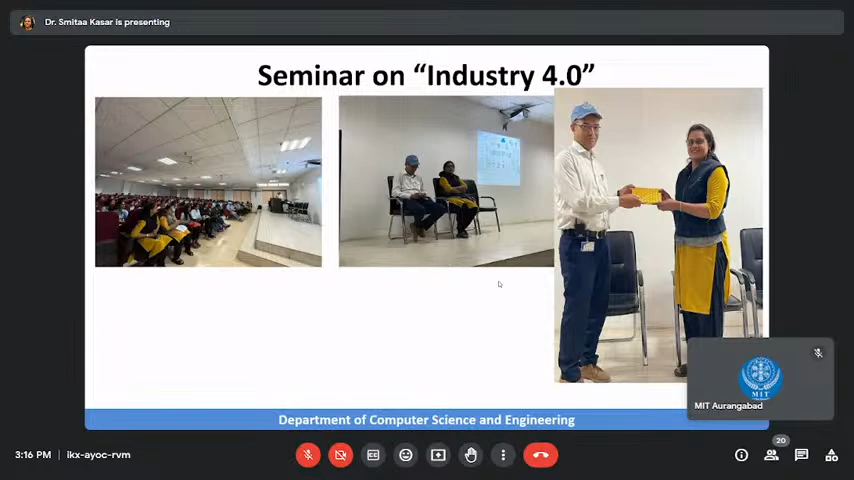 Dr. Smitaa Kasar is presenting
Seminar on “Industry 4.0”
MIT
MIT Aurangabad
Department of Computer Science and Engineering
20
3:16 PM | ikx-ayoc-rvm